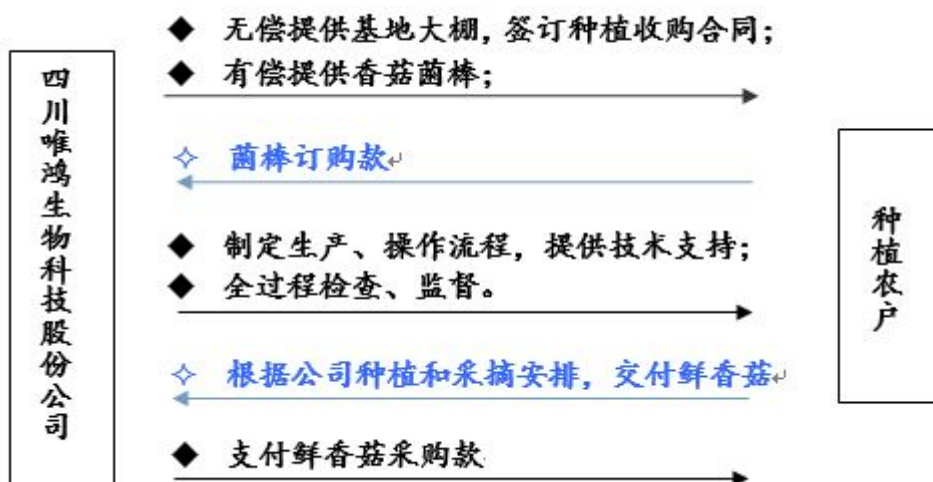 四川唯鸿生物科技股份公司
无偿提供基地大棚，签订种植收购合同；
有偿提供香菇菌棒；
菌棒订购款
制定生产、操作流程，提供技术支持；
全过程检查、监督。
根据公司种植和采摘安排，交付鲜香菇
支付鲜香菇采购款
种植农户